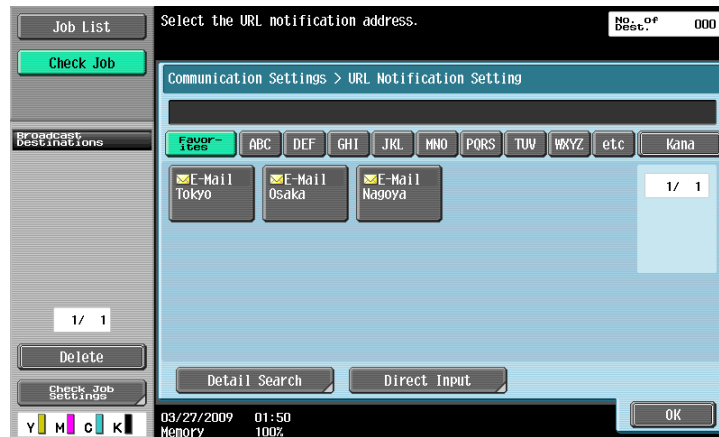 Job List
Check Job
Select the URL notification address.
No. of
Dest.
000
Communication Settings > URL Notification Setting
Broadcast
Destinations
Favor-
ites
ABC
DEF
GHI
JKL
MNO
PQRS
TUV
WXYZ
etc
Kana
E-Mail
Tokyo
E-Mail
Osaka
E-Mail
Nagoya
1/ 1
1/ 1
Delete
Check Job
Settings
Detail Search
Direct Input
OK
Y M C K
03/27/2009 01:50
Memory 100%